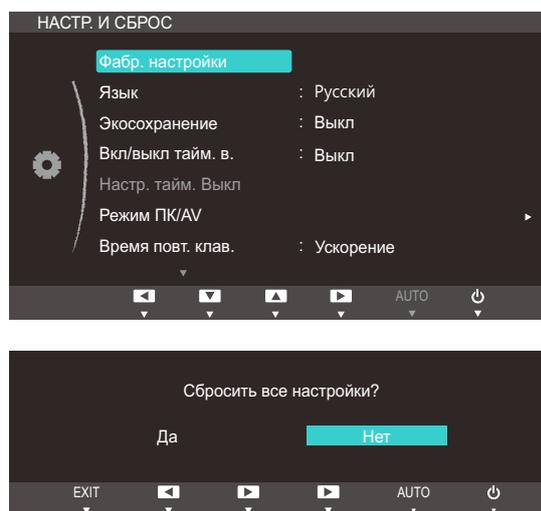 НАСТР. И СБРОС
Фабр. настройки
Язык : Русский
Экосохранение : Выкл
Вкл/выкл тайм. в. : Выкл
Настр. тайм. Выкл
Режим ПК/AV
Время повт. клав. : Ускорение
AUTO
Сбросить все настройки?
Да Нет
EXIT AUTO